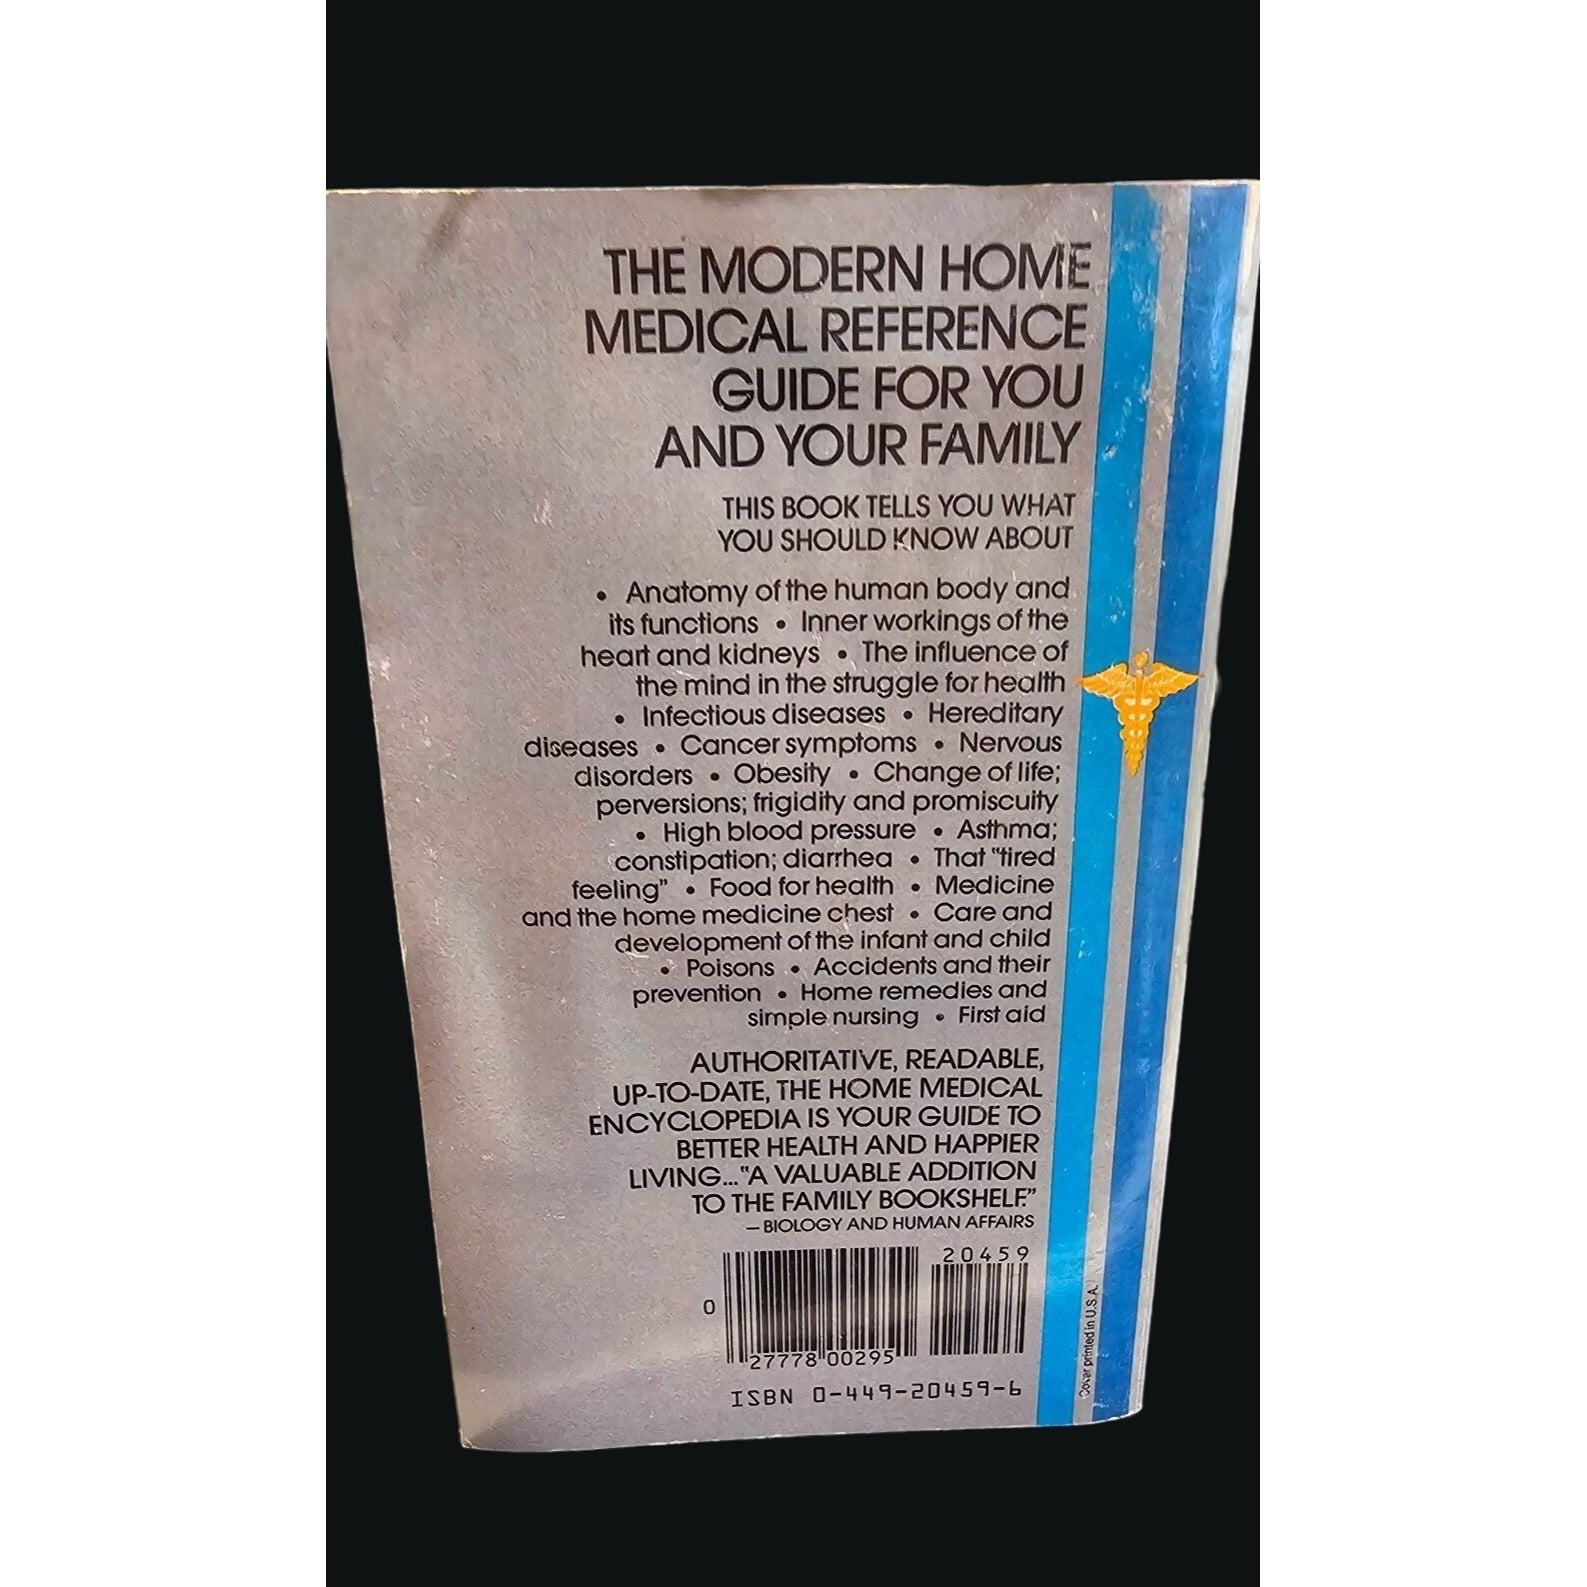 THE MODERN HOME
MEDICAL REFERENCE
GUIDE FOR YOU
AND YOUR FAMILY
THIS BOOK TELLS YOU WHAT
YOU SHOULD KNOW ABOUT
• Anatomy of the human body and
its functions • Inner workings of the
heart and kidneys • The influence of
the mind in the struggle for health
• Infectious diseases • Hereditary
diseases • Cancer symptoms • Nervous
disorders • Obesity • Change of life;
perversions; frigidity and promiscuity
• High blood pressure • Asthma;
constipation; diarrhea • That "tired
feeling" • Food for health • Medicine
and the home medicine chest • Care and
development of the infant and child
• Poisons • Accidents and their
prevention • Home remedies and
simple nursing • First aid
AUTHORITATIVE, READABLE,
UP-TO-DATE, THE HOME MEDICAL
ENCYCLOPEDIA IS YOUR GUIDE TO
BETTER HEALTH AND HAPPIER
LIVING... "A VALUABLE ADDITION
TO THE FAMILY BOOKSHELF."
—BIOLOGY AND HUMAN AFFAIRS
20459
0
27778 00295
ISBN 0-449-20459-6
Cover printed in U.S.A.